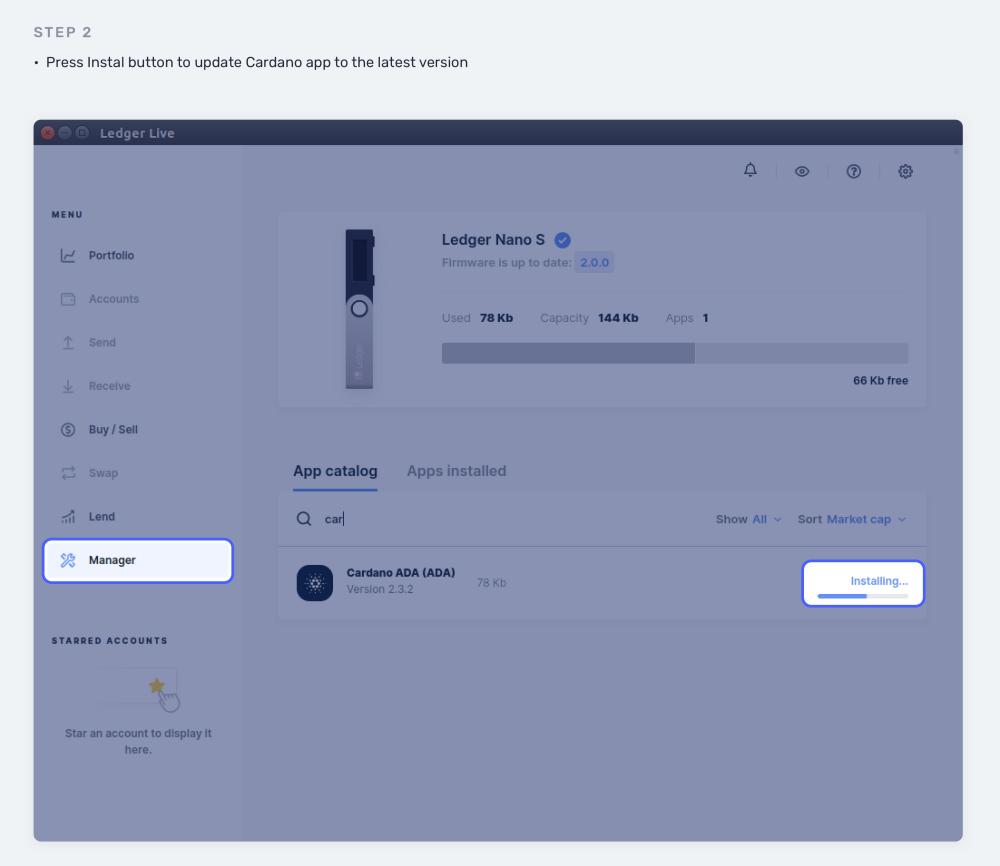 STEP 2
• Press Instal button to update Cardano app to the latest version
Ledger Live
MENU
Portfolio
Accounts
Send
Receive
Buy / Sell
Swap
Lend
Manager
STARRED ACCOUNTS
Star an account to display it
here.
Ledger Nano S
Firmware is up to date: 2.0.0
Used 78 Kb Capacity 144 Kb Apps 1
66 Kb free
App catalog Apps installed
car
Show All Sort Market cap
Cardano ADA (ADA)
Version 2.3.2
78 Kb
Installing...
Ledger